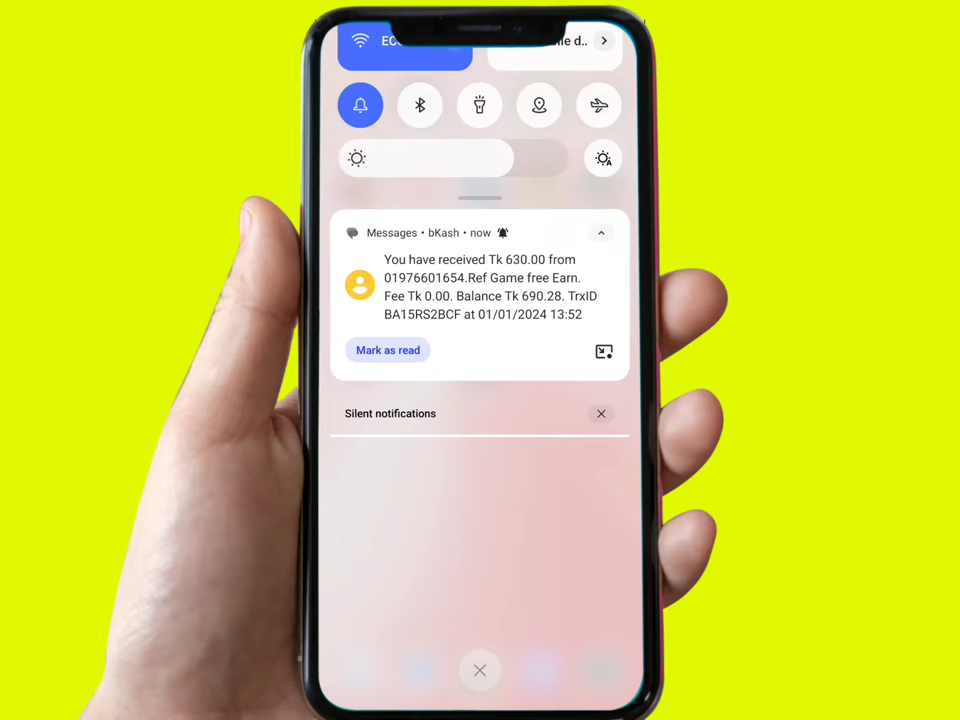 ile d..
Messages • bKash • now
You have received Tk 630.00 from
01976601654.Ref Game free Earn.
Fee Tk 0.00. Balance Tk 690.28. TrxID
BA15RS2BCF at 01/01/2024 13:52
Mark as read
Silent notifications